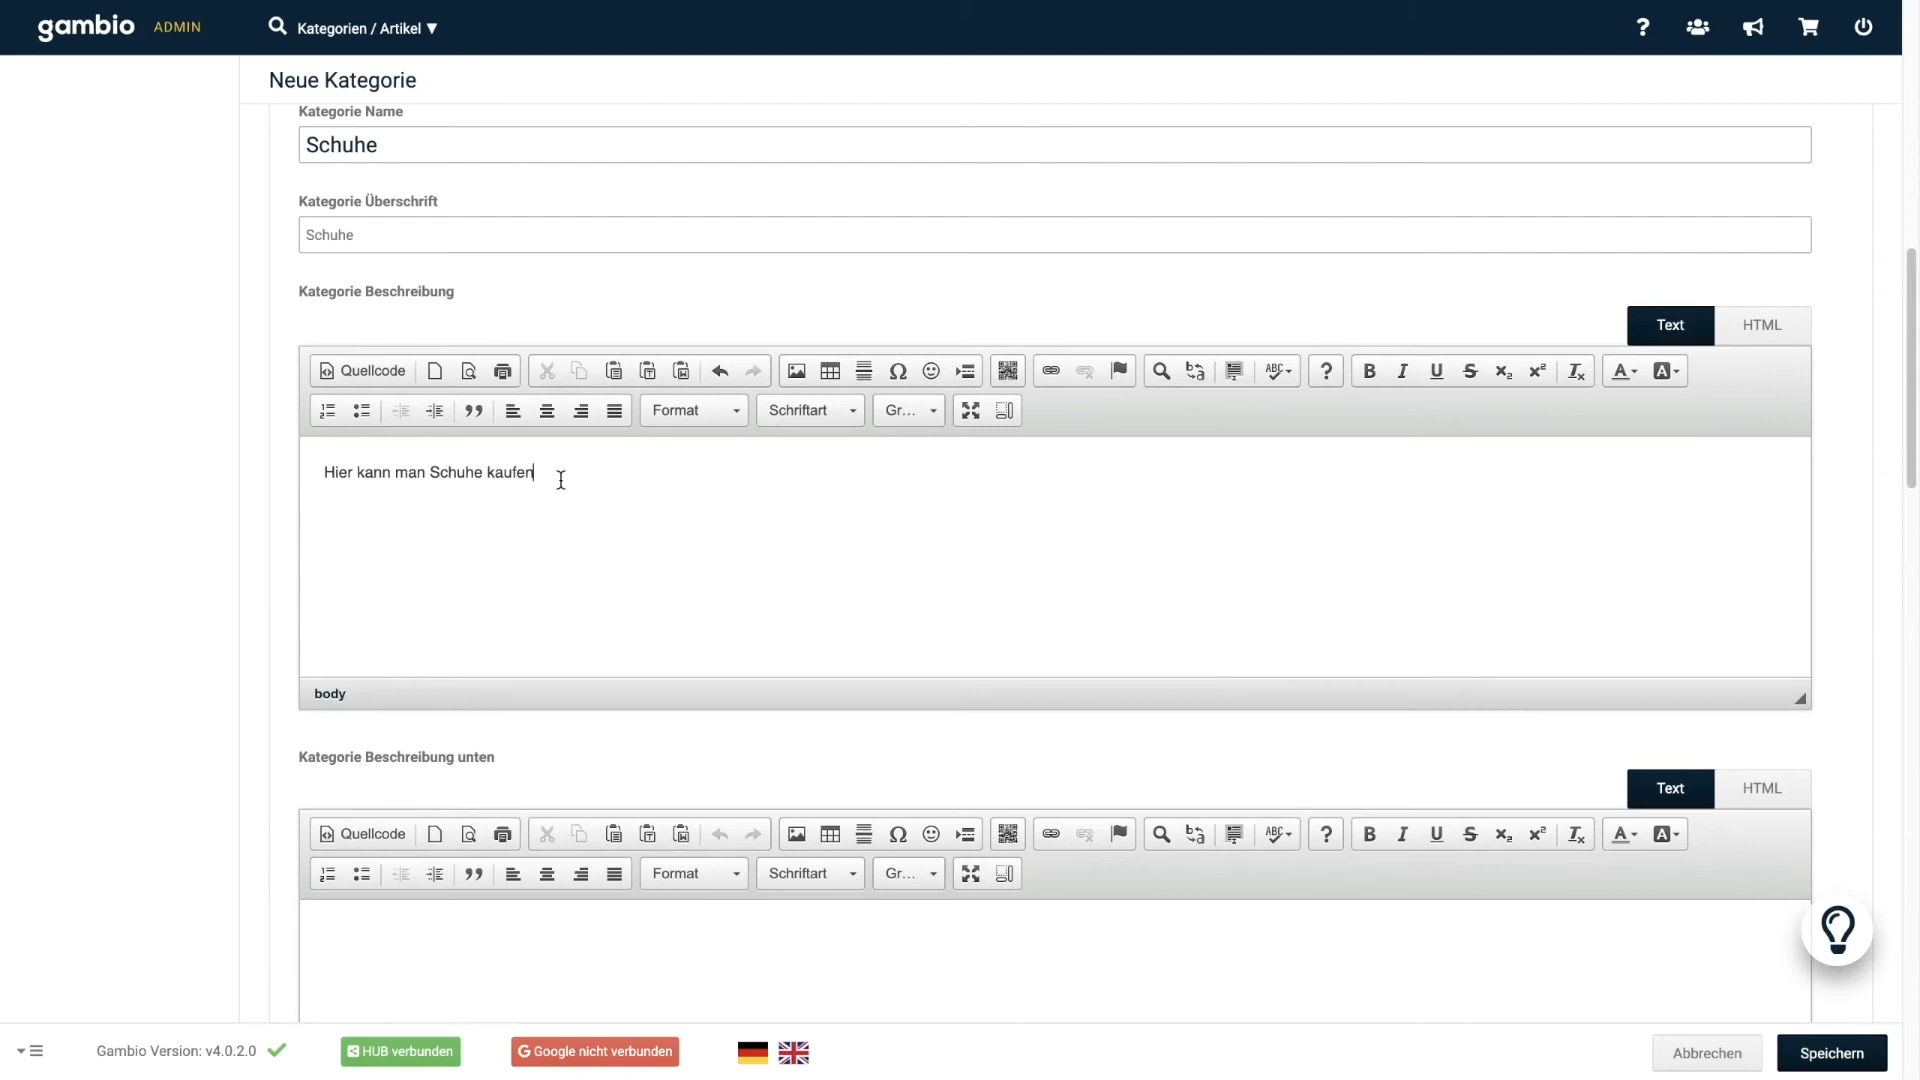 gambio ADMIN Kategorien / Artikel ▼
Neue Kategorie
Kategorie Name
Schuhe
Kategorie Überschrift
Schuhe
Kategorie Beschreibung
Text HTML
Quellcode
Format Schriftart Gr...
Hier kann man Schuhe kaufen
body
Kategorie Beschreibung unten
Text HTML
Quellcode
Format Schriftart Gr...
Gambio Version: v4.0.2.0 HUB verbunden Google nicht verbunden Abbrechen Speichern